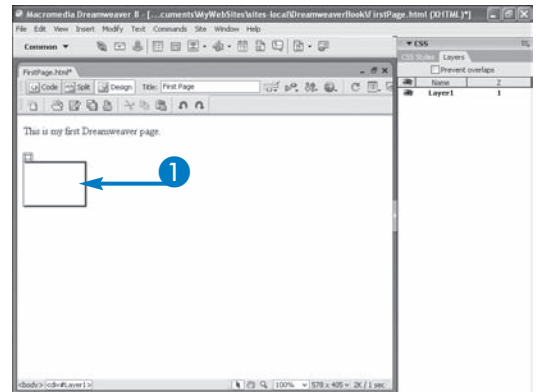 Macromedia Dreamweaver 8 - [...cuments\MyWebSites\sites-local\DreamweaverBook\FirstPage.html (XHTML)*]
File Edit View Insert Modify Text Commands Site Window Help
Common
CSS
CSS Styles Layers
Prevent overlaps
Name Z
Layer1 1
FirstPage.html*
Code Split Design Title: First Page
This is my first Dreamweaver page.
1
<body> <div#Layer1> 100% 578 x 405 2K / 1 sec